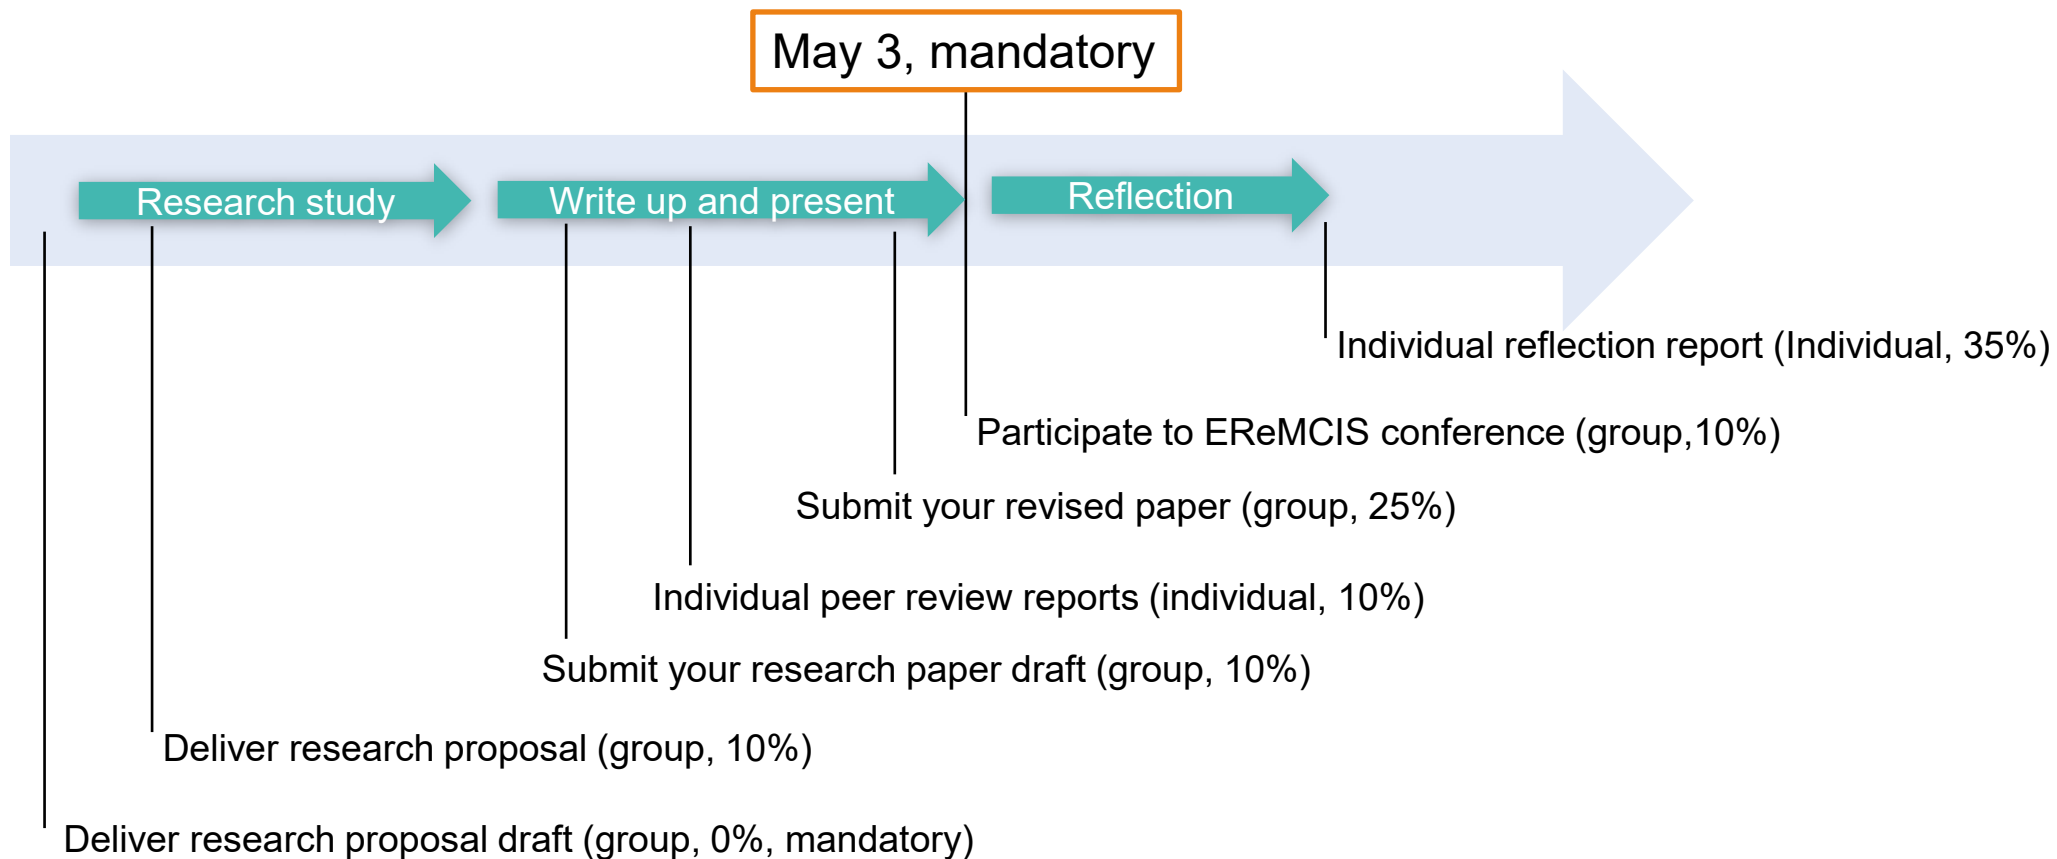 May 3, mandatory
Research study
Write up and present
Reflection
Individual reflection report (Individual, 35%)
Participate to EReMCIS conference (group,10%)
Submit your revised paper (group, 25%)
Individual peer review reports (individual, 10%)
Submit your research paper draft (group, 10%)
Deliver research proposal (group, 10%)
Deliver research proposal draft (group, 0%, mandatory)